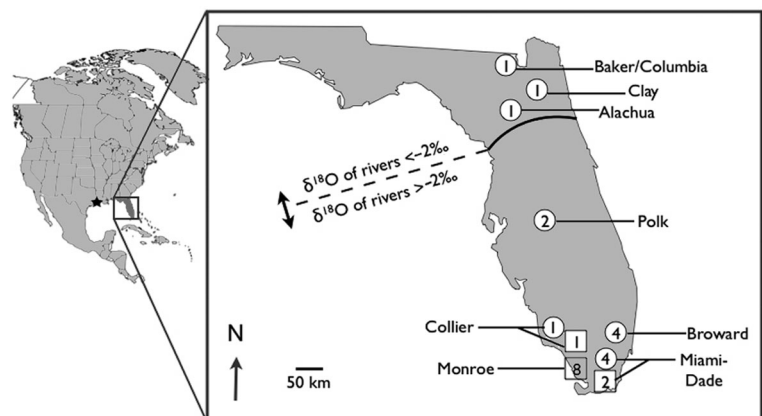 1
Baker/Columbia
1
Clay
1
Alachua
δ¹⁸O of rivers <-2‰
δ¹⁸O of rivers >-2‰
2
Polk
Collier
1
1
4
Broward
Monroe
8
4
Miami-
Dade
2
N
50 km